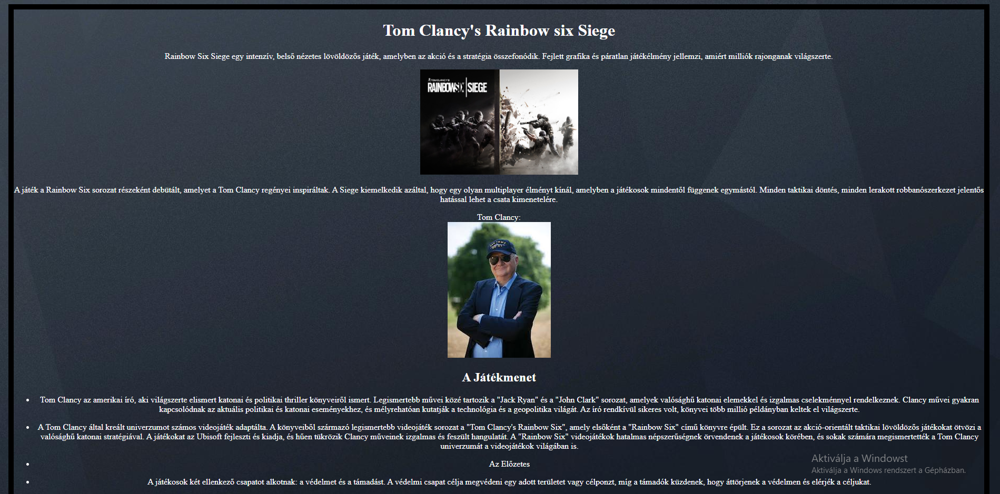 Tom Clancy's Rainbow six Siege
Rainbow Six Siege egy intenzív, belső nézetes lövöldözős játék, amelyben az akció és a stratégia összefonódik. Fejlett grafika és páratlan játékélmény jellemzi, amiért milliók rajonganak világszerte.
TOM CLANCY'S
RAINBOW SIX | SIEGE
A játék a Rainbow Six sorozat részeként debütált, amelyet a Tom Clancy regényei inspiráltak. A Siege kiemelkedik azáltal, hogy egy olyan multiplayer élményt kínál, amelyben a játékosok mindentől függenek egymástól. Minden taktikai döntés, minden lerakott robbanószerkezet jelentős
hatással lehet a csata kimenetelére.
Tom Clancy:
A Játékmenet
• Tom Clancy az amerikai író, aki világszerte elismert katonai és politikai thriller könyveiről ismert. Legismertebb művei közé tartozik a "Jack Ryan" és a "John Clark" sorozat, amelyek valósághű katonai elemekkel és izgalmas cselekménnyel rendelkeznek. Clancy művei gyakran
kapcsolódnak az aktuális politikai és katonai eseményekhez, és mélyrehatóan kutatják a technológia és a geopolitika világát. Az író rendkívül sikeres volt, könyvei több millió példányban keltek el világszerte.
• A Tom Clancy által kreált univerzumot számos videojáték adaptálta. A könyveiből származó legismertebb videojáték sorozat a "Tom Clancy's Rainbow Six", amely elsőként a "Rainbow Six" című könyvre épült. Ez a sorozat az akció-orientált taktikai lövöldözős játékokat ötvözi a
valósághű katonai stratégiával. A játékokat az Ubisoft fejleszti és kiadja, és hűen tükrözik Clancy műveinek izgalmas és feszült hangulatát. A "Rainbow Six" videojátékok hatalmas népszerűségnek örvendenek a játékosok körében, és sokak számára megismertették a Tom Clancy
univerzumát a videojátékok világában is.
• Az Előzetes
• A játékosok két ellenkező csapatot alkotnak: a védelmet és a támadást. A védelmi csapat célja megvédeni egy adott területet vagy célponzt, míg a támadók küzdenek, hogy áttörjenek a védelmen és elérjék a céljukat.
Aktiválja a Windowst
Aktiválja a Windows rendszert a Gépházban.